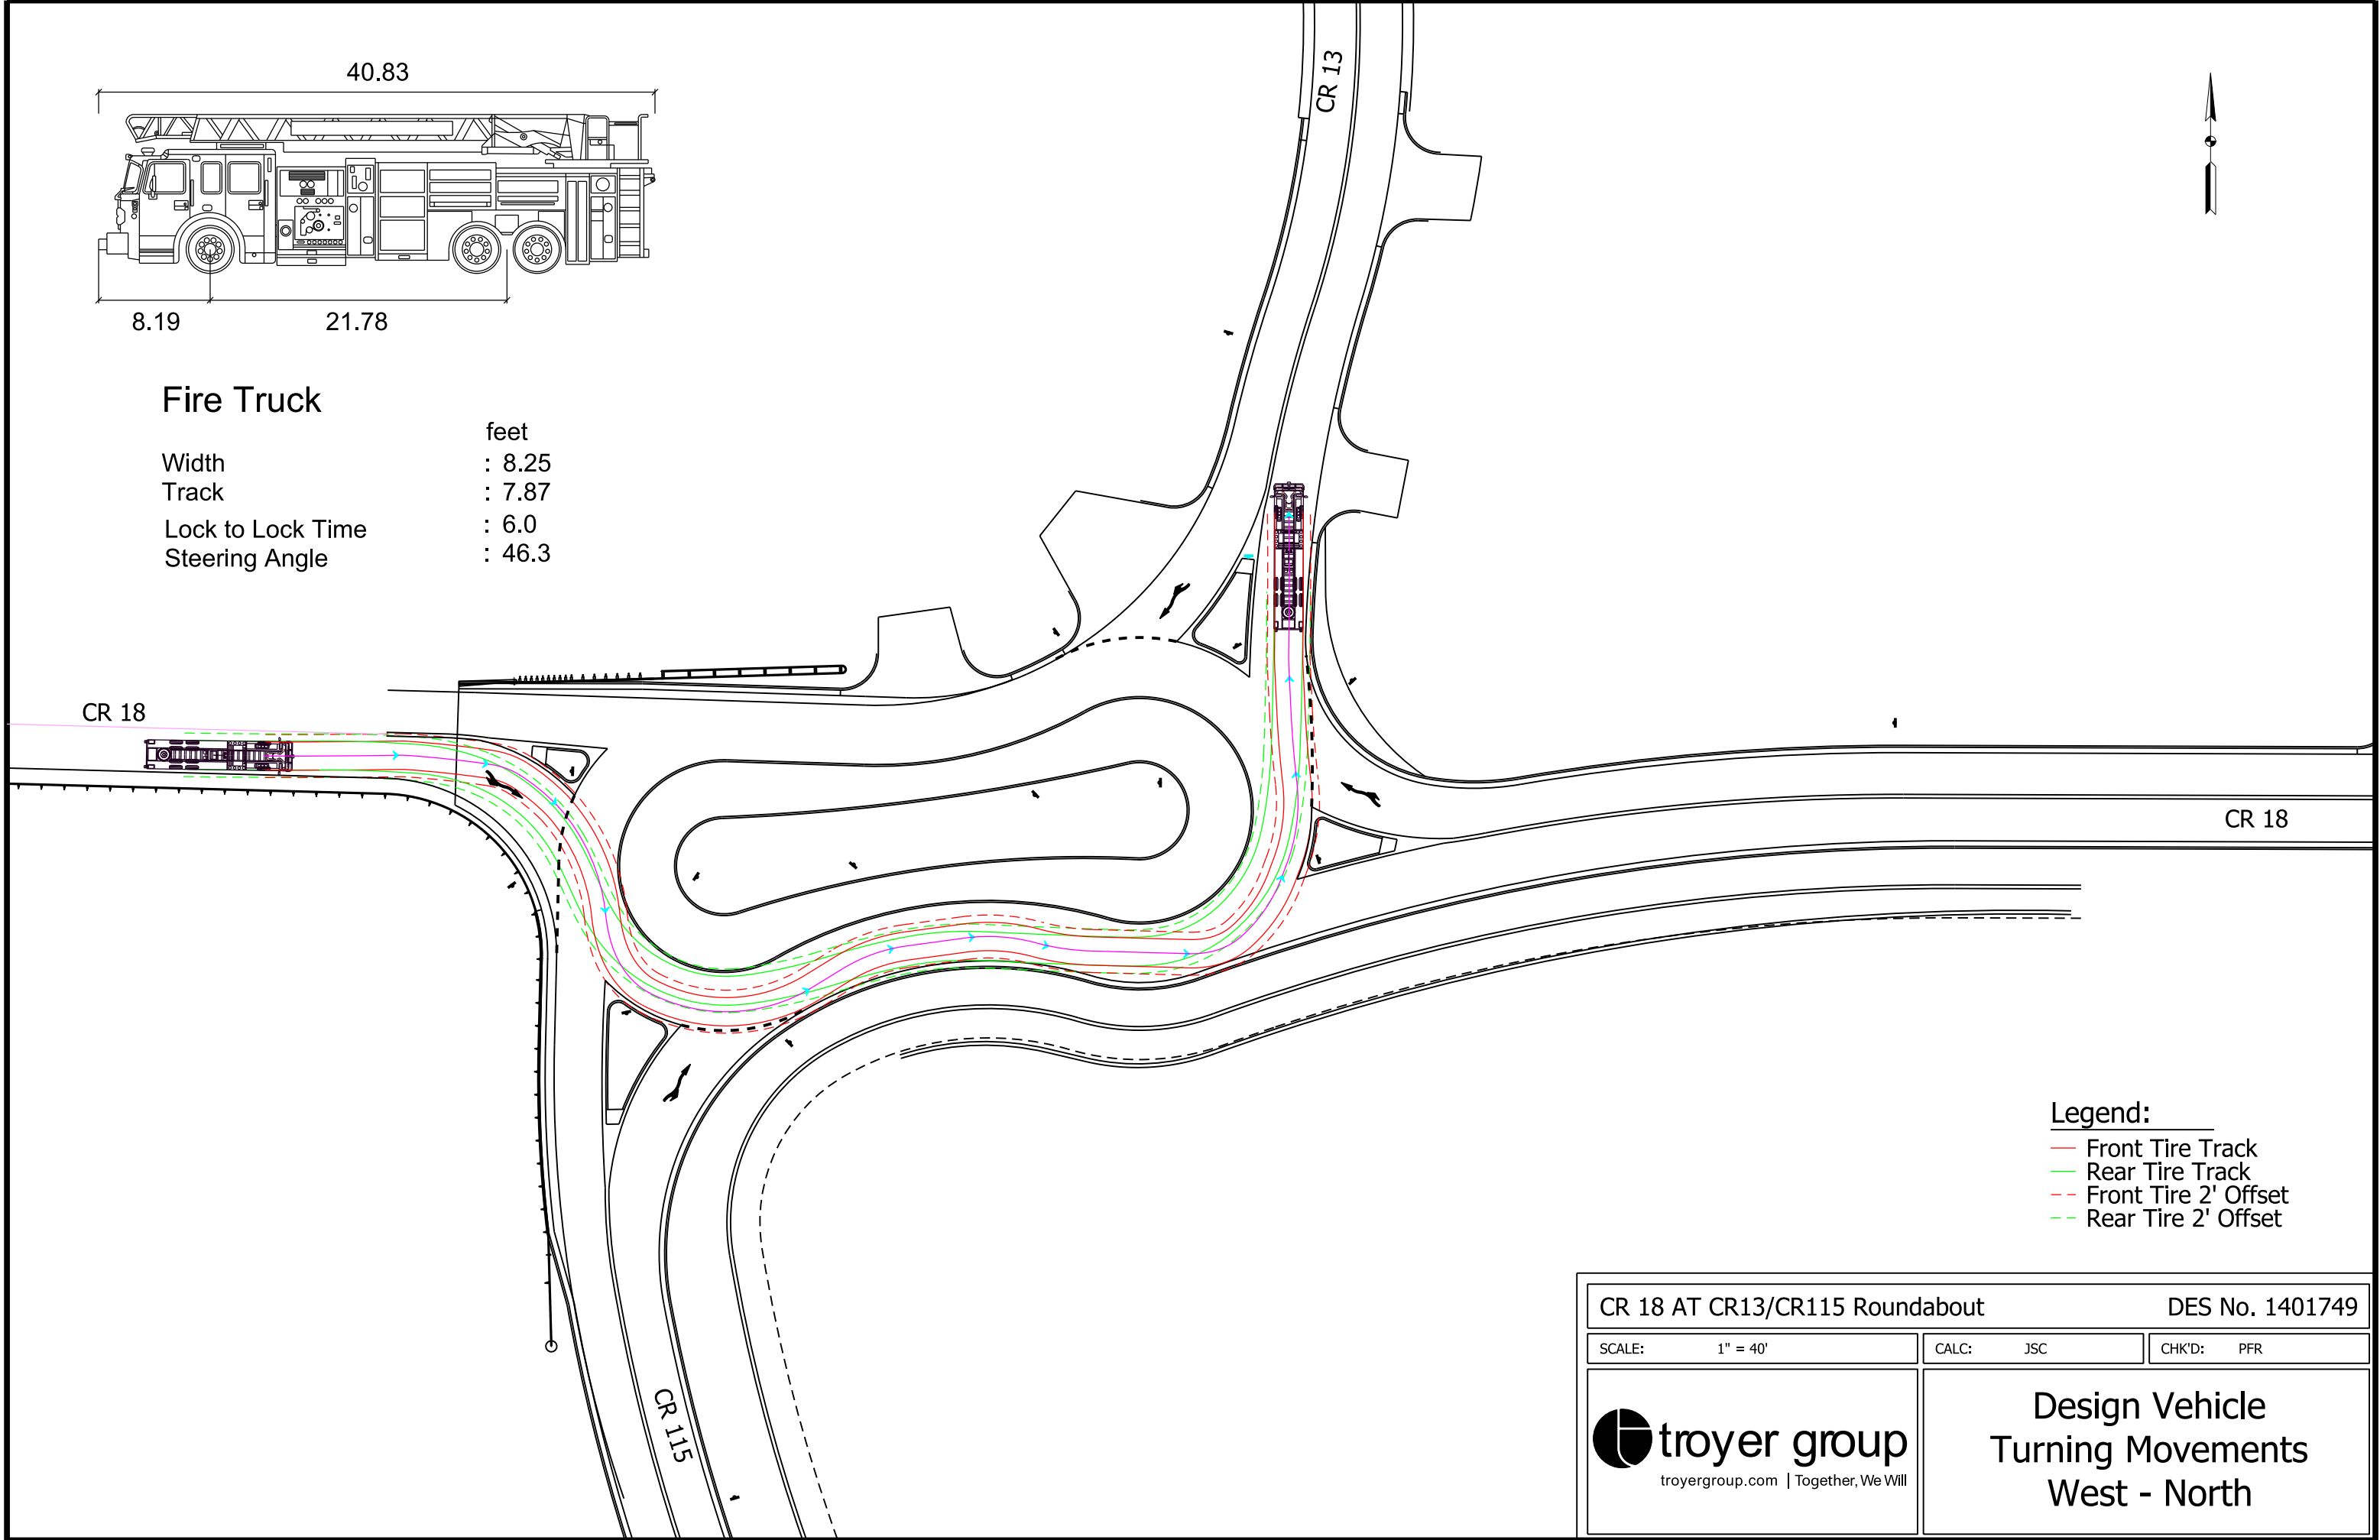 40.83
8.19
21.78
Fire Truck
feet
Width : 8.25
Track : 7.87
Lock to Lock Time : 6.0
Steering Angle : 46.3
CR 13
CR 18
CR 18
CR 115
Legend:
Front Tire Track
Rear Tire Track
Front Tire 2' Offset
Rear Tire 2' Offset
CR 18 AT CR13/CR115 Roundabout DES No. 1401749
SCALE: 1" = 40' CALC: JSC CHK'D: PFR
troyer group
troyergroup.com | Together, We Will
Design Vehicle
Turning Movements
West - North